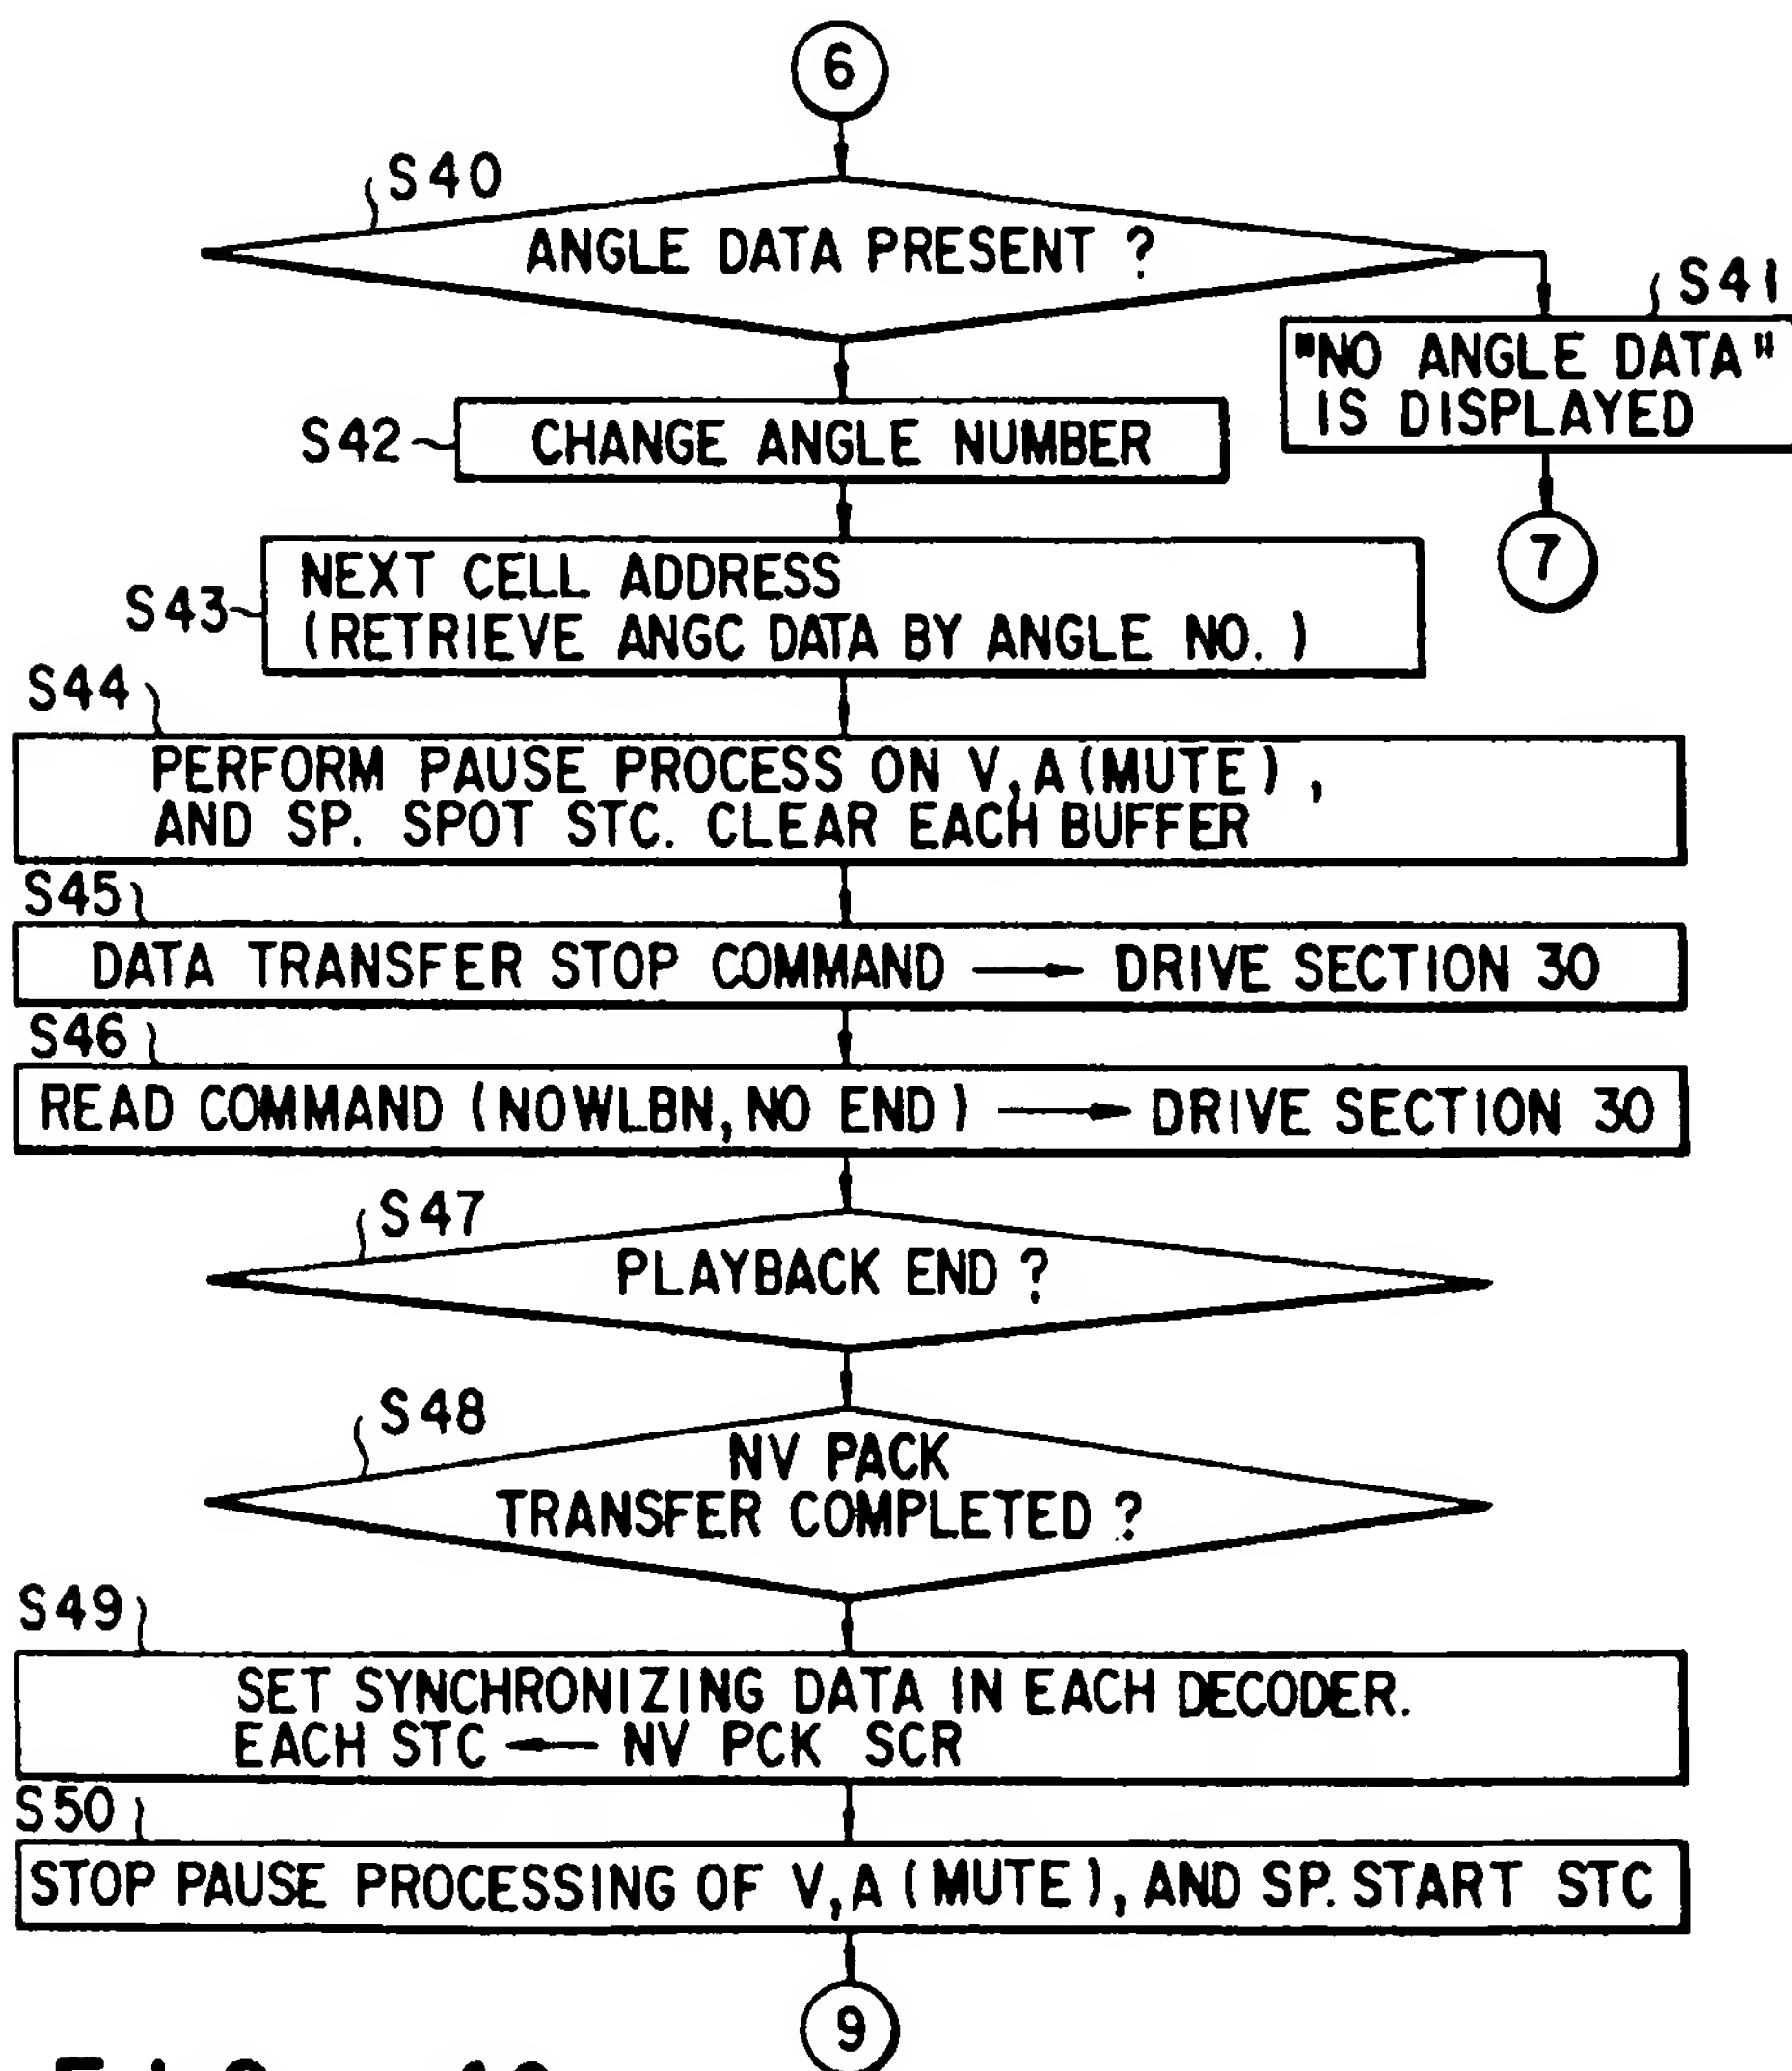 6
S40
ANGLE DATA PRESENT ?
S41
"NO ANGLE DATA"
IS DISPLAYED
7
S42
CHANGE ANGLE NUMBER
S43
NEXT CELL ADDRESS
(RETRIEVE ANGC DATA BY ANGLE NO. )
S44
PERFORM PAUSE PROCESS ON V,A(MUTE) ,
AND SP. SPOT STC. CLEAR EACH BUFFER
S45
DATA TRANSFER STOP COMMAND → DRIVE SECTION 30
S46
READ COMMAND (NOWLBN, NO END) → DRIVE SECTION 30
S47
PLAYBACK END ?
S48
NV PACK
TRANSFER COMPLETED ?
S49
SET SYNCHRONIZING DATA IN EACH DECODER.
EACH STC ← NV PCK SCR
S50
STOP PAUSE PROCESSING OF V,A (MUTE), AND SP. START STC
9